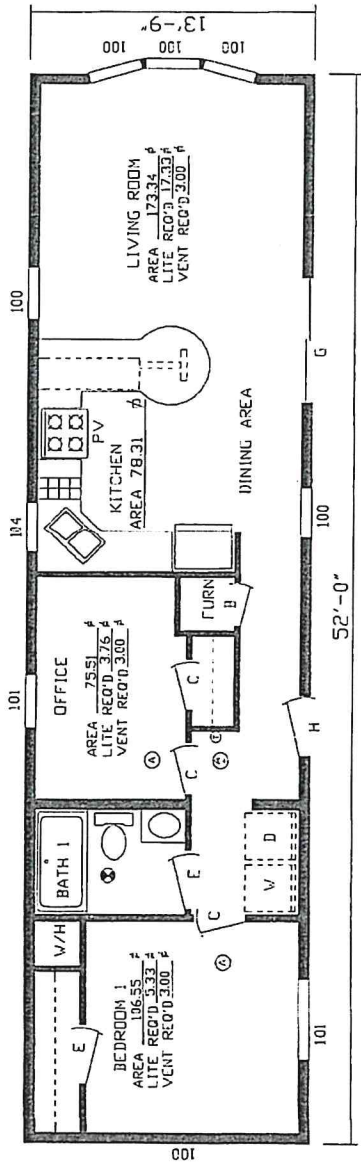 13'-9"
100
100
100
100
104
101
LIVING ROOM
AREA 173.34 ⌀
LITE REQ'D 17.33 ⌀
VENT REQ'D 3.00 ⌀
PV
KITCHEN
AREA 78.31 ⌀
DINING AREA
G
100
52'-0"
OFFICE
AREA 75.51 ⌀
LITE REQ'D 3.76 ⌀
VENT REQ'D 3.00 ⌀
FURN
B
C
C
A
H
BATH 1
E
C
W
D
W/H
E
BEDROOM 1
AREA 106.55 ⌀
LITE REQ'D 5.33 ⌀
VENT REQ'D 3.00 ⌀
A
101
100